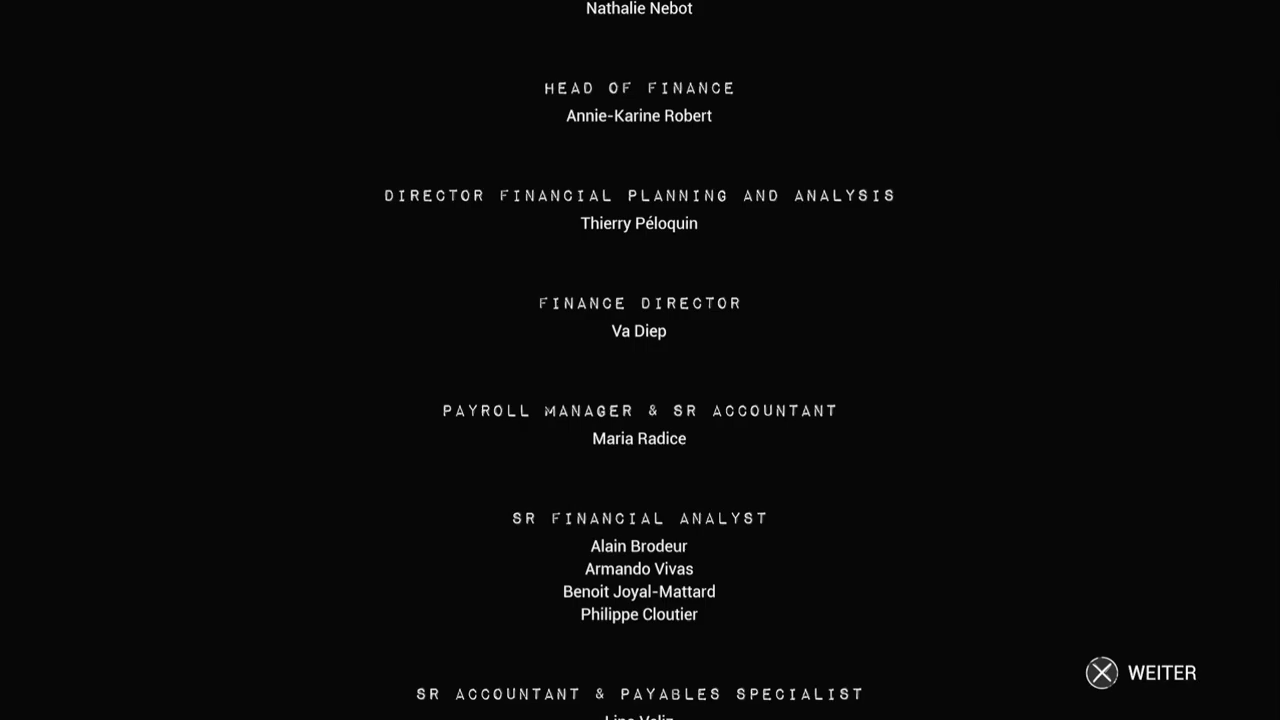 Nathalie Nebot
HEAD OF FINANCE
Annie-Karine Robert
DIRECTOR FINANCIAL PLANNING AND ANALYSIS
Thierry Péloquin
FINANCE DIRECTOR
Va Diep
PAYROLL MANAGER & SR ACCOUNTANT
Maria Radice
SR FINANCIAL ANALYST
Alain Brodeur
Armando Vivas
Benoit Joyal-Mattard
Philippe Cloutier
WEITER
SR ACCOUNTANT & PAYABLES SPECIALIST